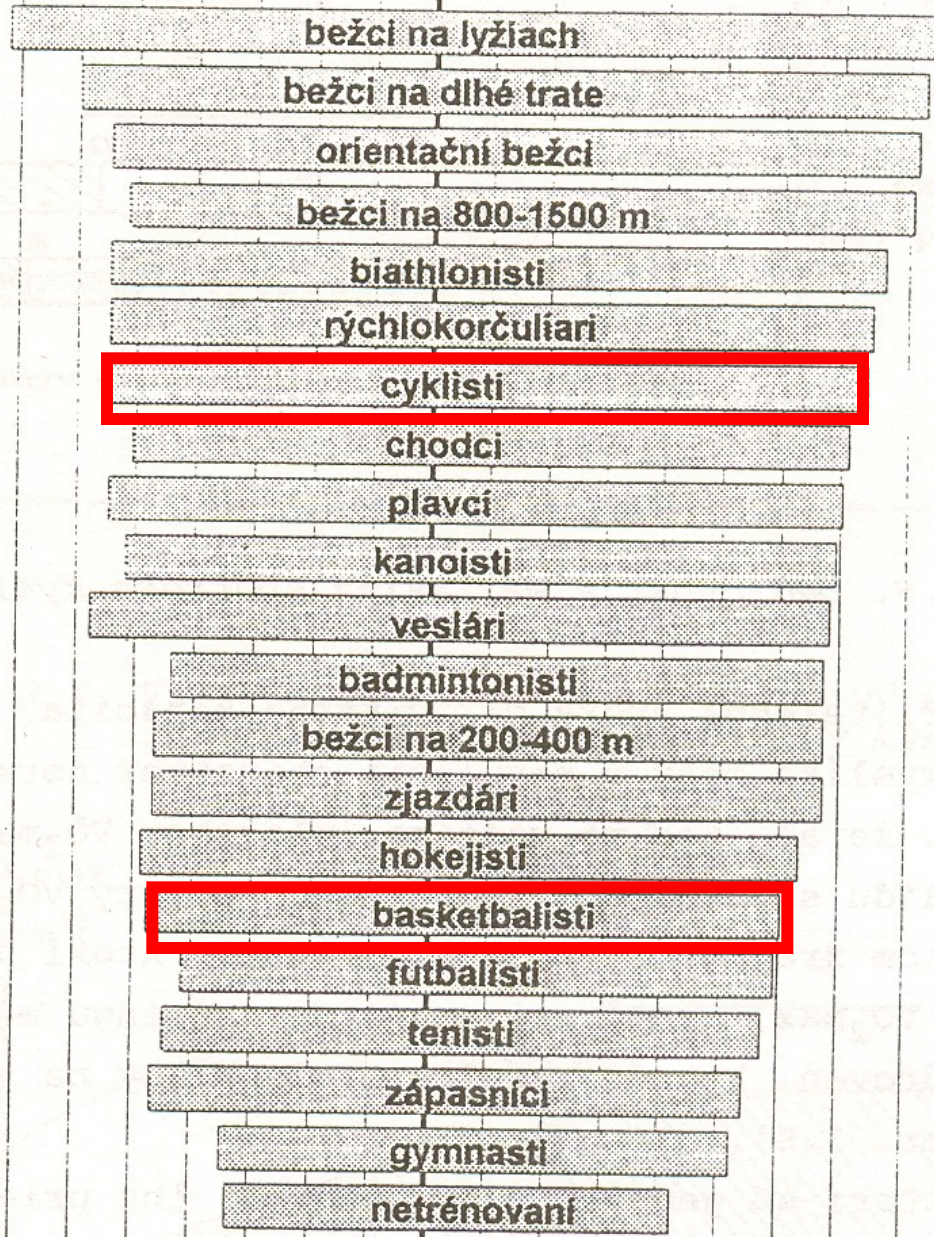 bežci na lyžiach
bežci na dlhé trate
orientační bežci
bežci na 800-1500 m
biathlonisti
rýchlokorčuliari
cyklisti
chodci
plavci
kanoisti
veslári
badmintonisti
bežci na 200-400 m
zjazdári
hokejisti
basketbalisti
futbalisti
tenisti
zápasníci
gymnasti
netrénovaní